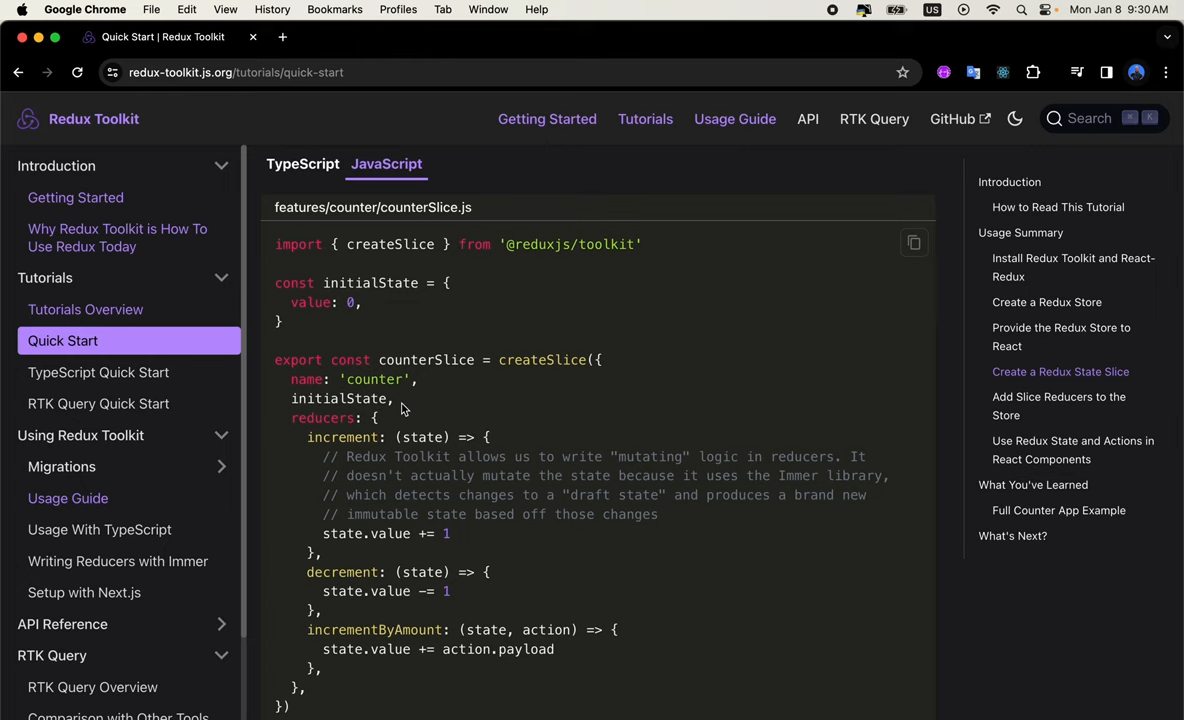 Google Chrome File Edit View History Bookmarks Profiles Tab Window Help US Mon Jan 8 9:30 AM
Quick Start | Redux Toolkit
redux-toolkit.js.org/tutorials/quick-start
Redux Toolkit Getting Started Tutorials Usage Guide API RTK Query GitHub Search ⌘ K
Introduction
Getting Started
Why Redux Toolkit is How To
Use Redux Today
Tutorials
Tutorials Overview
Quick Start
TypeScript Quick Start
RTK Query Quick Start
Using Redux Toolkit
Migrations
Usage Guide
Usage With TypeScript
Writing Reducers with Immer
Setup with Next.js
API Reference
RTK Query
RTK Query Overview
Comparison with Other Tools
TypeScript JavaScript
features/counter/counterSlice.js
import { createSlice } from '@reduxjs/toolkit'
const initialState = {
value: 0,
}
export const counterSlice = createSlice({
name: 'counter',
initialState,
reducers: {
increment: (state) => {
// Redux Toolkit allows us to write "mutating" logic in reducers. It
// doesn't actually mutate the state because it uses the Immer library,
// which detects changes to a "draft state" and produces a brand new
// immutable state based off those changes
state.value += 1
},
decrement: (state) => {
state.value -= 1
},
incrementByAmount: (state, action) => {
state.value += action.payload
},
},
})
Introduction
How to Read This Tutorial
Usage Summary
Install Redux Toolkit and React-
Redux
Create a Redux Store
Provide the Redux Store to
React
Create a Redux State Slice
Add Slice Reducers to the
Store
Use Redux State and Actions in
React Components
What You've Learned
Full Counter App Example
What's Next?